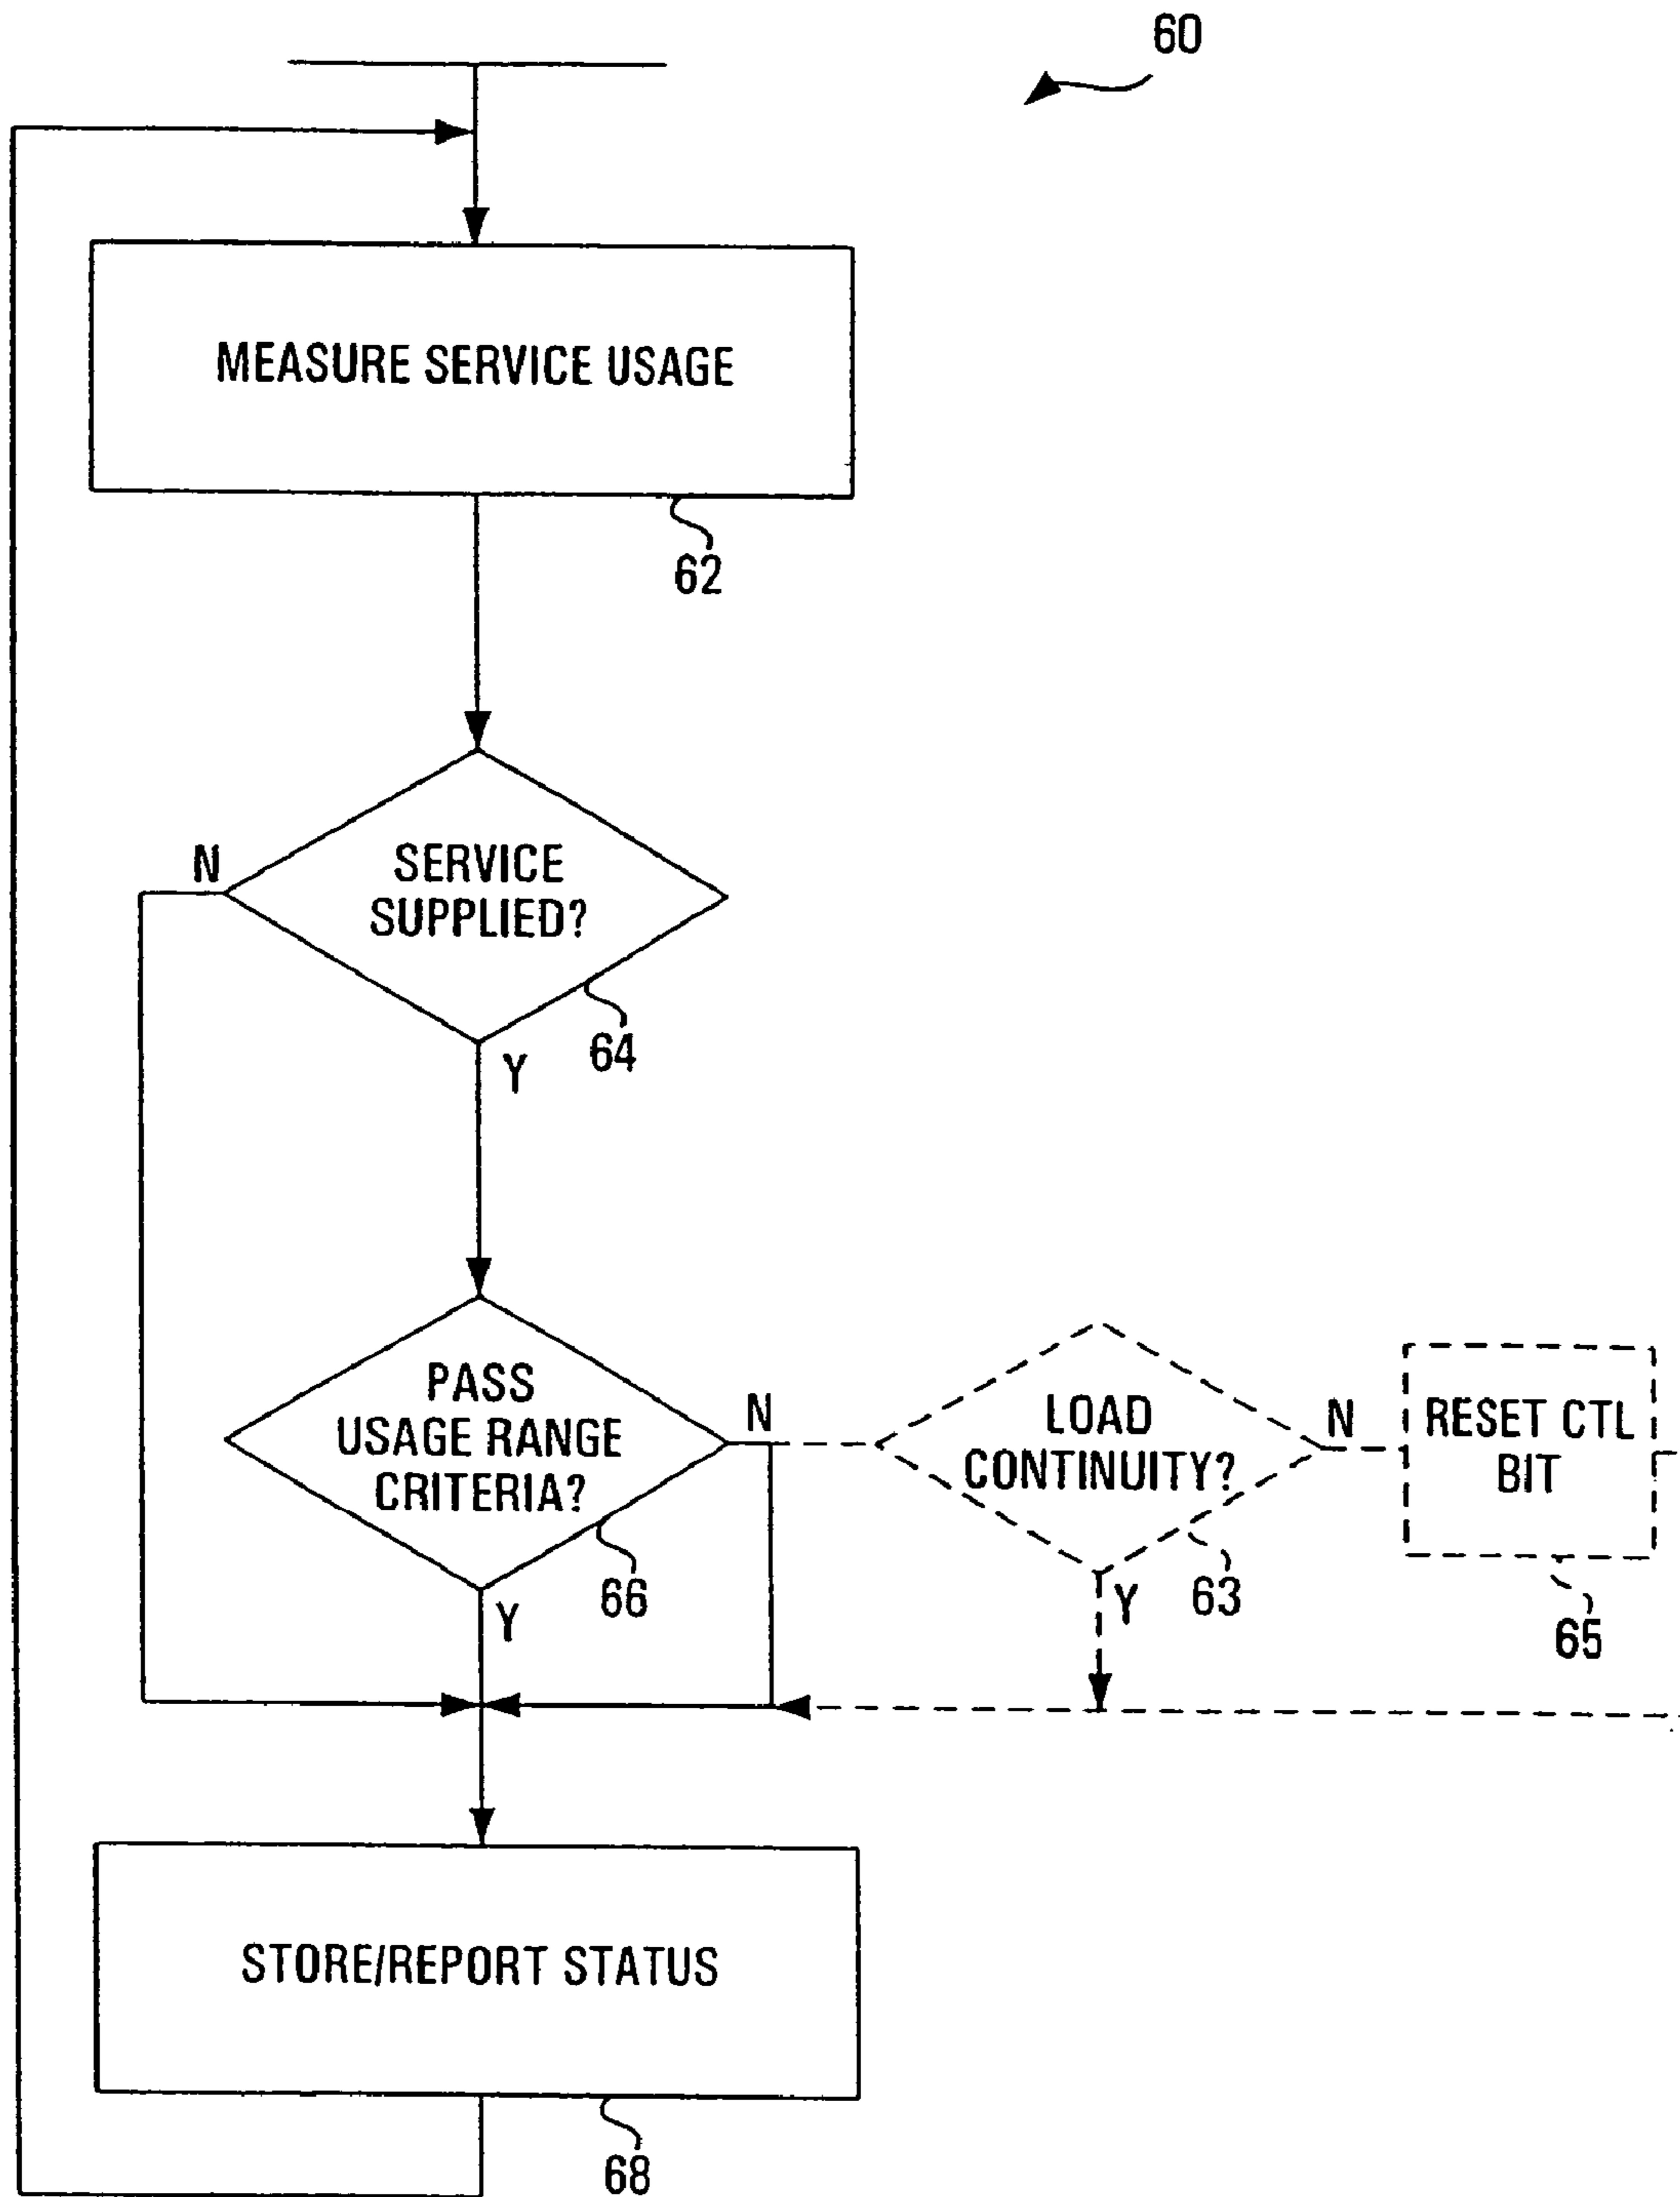 60
MEASURE SERVICE USAGE
62
N
SERVICE
SUPPLIED?
64
Y
PASS
USAGE RANGE
CRITERIA?
N
66
Y
LOAD
CONTINUITY?
N
63
Y
RESET CTL
BIT
65
STORE/REPORT STATUS
68